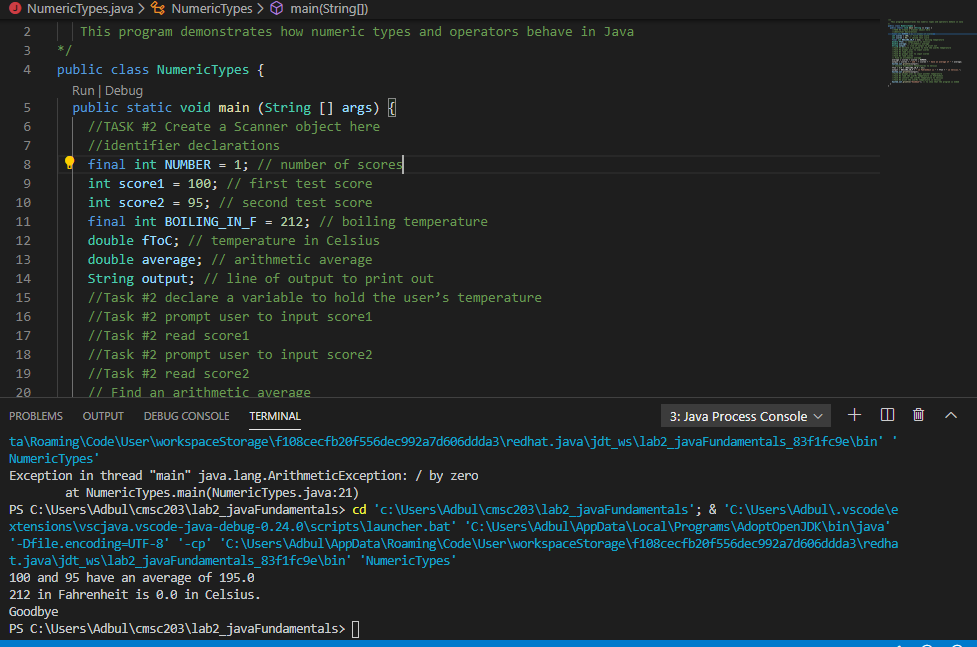 NumericTypes.java > NumericTypes > main(String[])
2 This program demonstrates how numeric types and operators behave in Java
3 */
4 public class NumericTypes {
Run | Debug
5 public static void main (String [] args) {
6 //TASK #2 Create a Scanner object here
7 //identifier declarations
8 final int NUMBER = 1; // number of scores
9 int score1 = 100; // first test score
10 int score2 = 95; // second test score
11 final int BOILING_IN_F = 212; // boiling temperature
12 double fToC; // temperature in Celsius
13 double average; // arithmetic average
14 String output; // line of output to print out
15 //Task #2 declare a variable to hold the user’s temperature
16 //Task #2 prompt user to input score1
17 //Task #2 read score1
18 //Task #2 prompt user to input score2
19 //Task #2 read score2
20 // Find an arithmetic average
PROBLEMS OUTPUT DEBUG CONSOLE TERMINAL 3: Java Process Console
ta\Roaming\Code\User\workspaceStorage\f108cecfb20f556dec992a7d606ddda3\redhat.java\jdt_ws\lab2_javaFundamentals_83f1fc9e\bin' '
NumericTypes'
Exception in thread "main" java.lang.ArithmeticException: / by zero
at NumericTypes.main(NumericTypes.java:21)
PS C:\Users\Adbul\cmsc203\lab2_javaFundamentals> cd 'c:\Users\Adbul\cmsc203\lab2_javaFundamentals'; & 'C:\Users\Adbul\.vscode\e
xtensions\vscjava.vscode-java-debug-0.24.0\scripts\launcher.bat' 'C:\Users\Adbul\AppData\Local\Programs\AdoptOpenJDK\bin\java'
'-Dfile.encoding=UTF-8' '-cp' 'C:\Users\Adbul\AppData\Roaming\Code\User\workspaceStorage\f108cecfb20f556dec992a7d606ddda3\redha
t.java\jdt_ws\lab2_javaFundamentals_83f1fc9e\bin' 'NumericTypes'
100 and 95 have an average of 195.0
212 in Fahrenheit is 0.0 in Celsius.
Goodbye
PS C:\Users\Adbul\cmsc203\lab2_javaFundamentals>